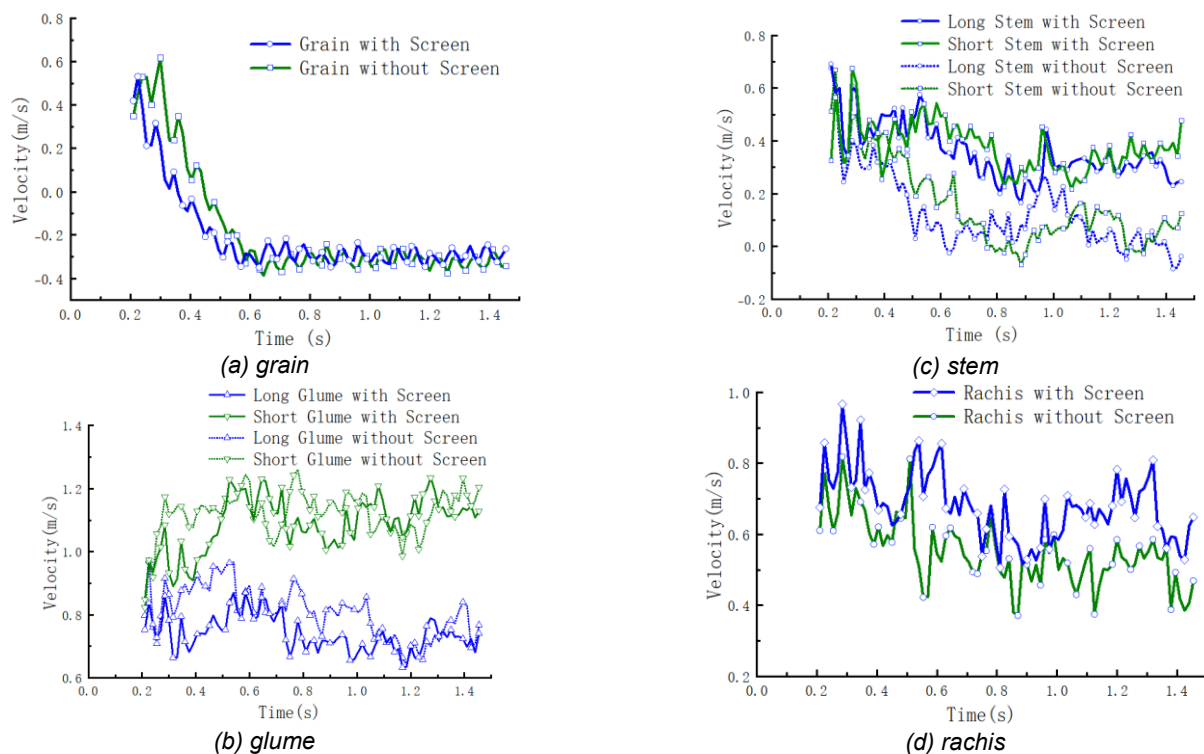 0.8
0.6
0.4
0.2
0.0
-0.2
-0.4
Velocity(m/s)
Grain with Screen
Grain without Screen
0.0 0.2 0.4 0.6 0.8 1.0 1.2 1.4
Time (s)
(a) grain
0.8
0.6
0.4
0.2
0.0
-0.2
Velocity (m/s)
Long Stem with Screen
Short Stem with Screen
Long Stem without Screen
Short Stem without Screen
0.0 0.2 0.4 0.6 0.8 1.0 1.2 1.4
Time (s)
(c) stem
1.4
1.2
1.0
0.8
0.6
Velocity(m/s)
Long Glume with Screen
Short Glume with Screen
Long Glume without Screen
Short Glume without Screen
0.0 0.2 0.4 0.6 0.8 1.0 1.2 1.4
Time(s)
(b) glume
1.0
0.8
0.6
0.4
0.2
Velocity(m/s)
Rachis with Screen
Rachis without Screen
0.0 0.2 0.4 0.6 0.8 1.0 1.2 1.4
Time(s)
(d) rachis